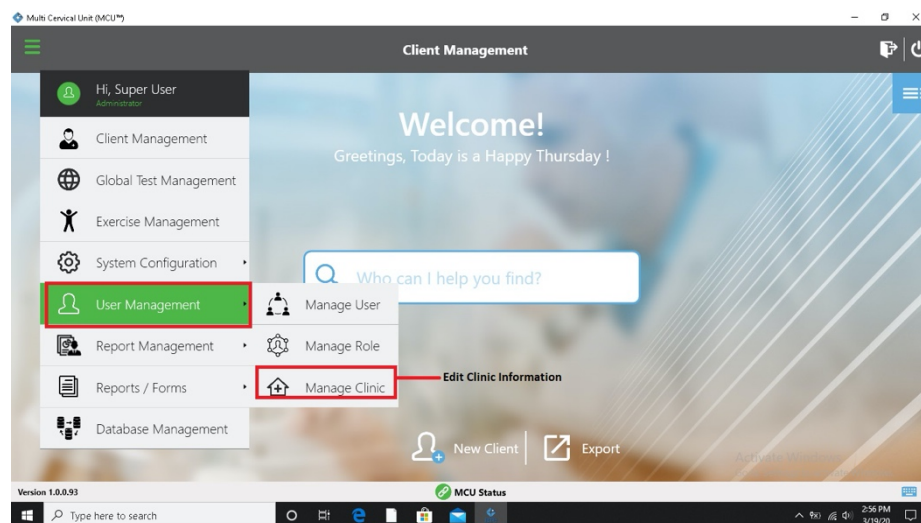 Multi Cervical Unit (MCU™)
Client Management
Hi, Super User
Administrator
Client Management
Global Test Management
Exercise Management
System Configuration
User Management
Report Management
Reports / Forms
Database Management
Manage User
Manage Role
Manage Clinic
Edit Clinic Information
Welcome!
Greetings, Today is a Happy Thursday !
Who can I help you find?
New Client
Export
Version 1.0.0.93
MCU Status
Type here to search
2:56 PM
3/19/20